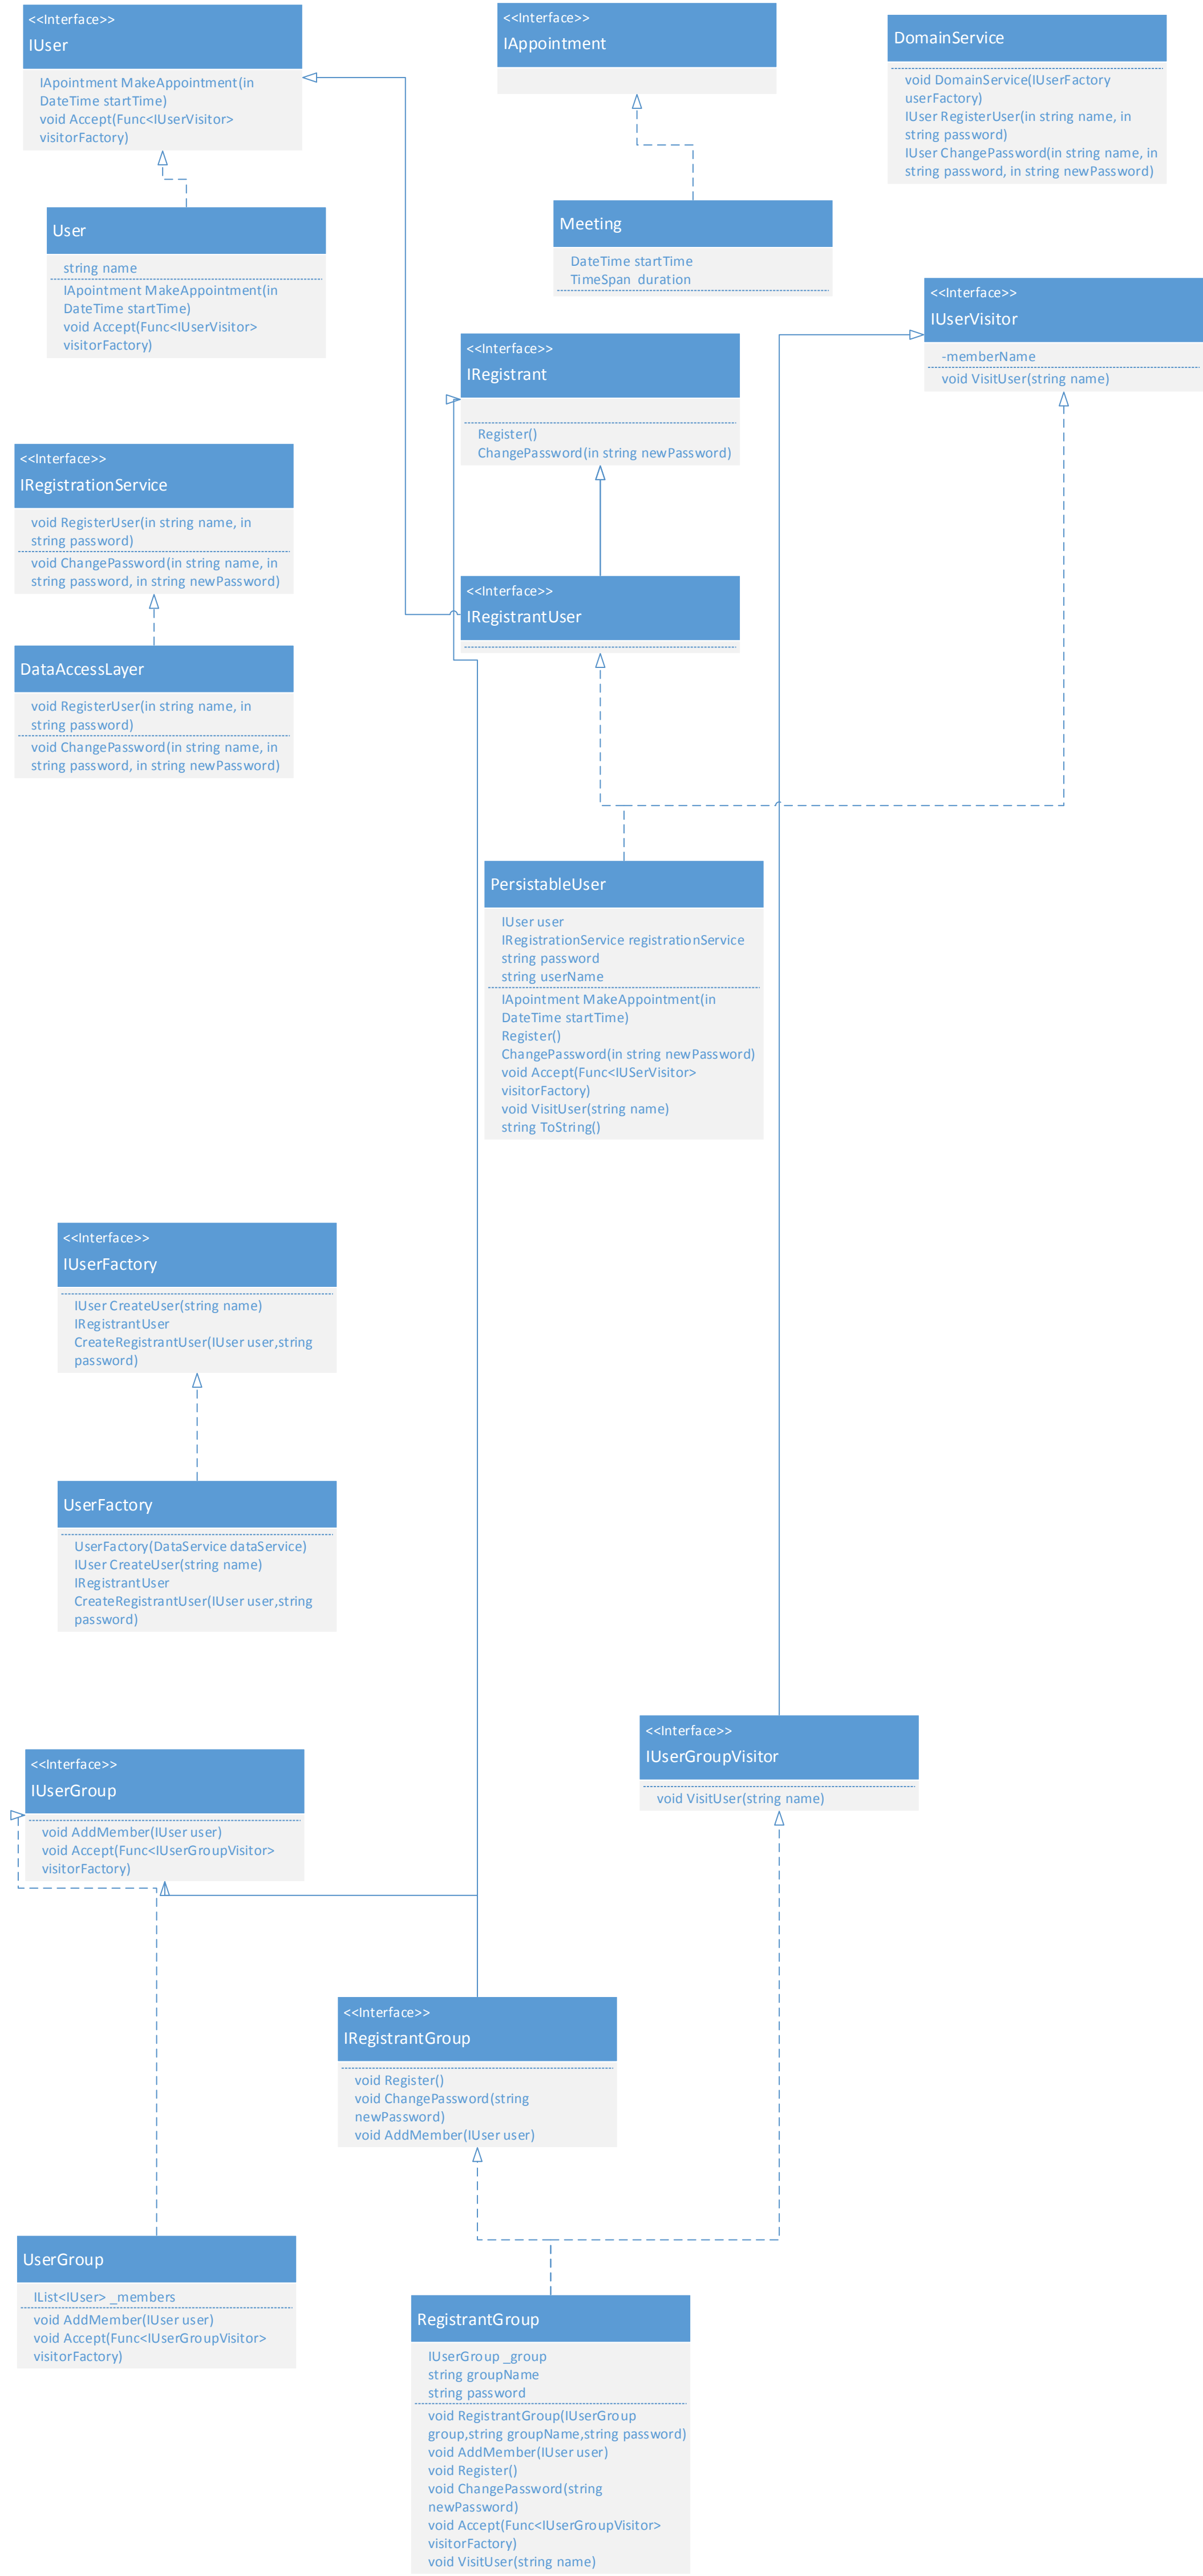 <<Interface>>
IUser
IApointment MakeAppointment(in
DateTime startTime)
void Accept(Func<IUserVisitor>
visitorFactory)
<<Interface>>
IAppointment
DomainService
void DomainService(IUserFactory
userFactory)
IUser RegisterUser(in string name, in
string password)
IUser ChangePassword(in string name, in
string password, in string newPassword)
User
string name
IApointment MakeAppointment(in
DateTime startTime)
void Accept(Func<IUserVisitor>
visitorFactory)
Meeting
DateTime startTime
TimeSpan duration
<<Interface>>
IUserVisitor
-memberName
void VisitUser(string name)
<<Interface>>
IRegistrant
Register()
ChangePassword(in string newPassword)
<<Interface>>
IRegistrationService
void RegisterUser(in string name, in
string password)
void ChangePassword(in string name, in
string password, in string newPassword)
<<Interface>>
IRegistrantUser
DataAccessLayer
void RegisterUser(in string name, in
string password)
void ChangePassword(in string name, in
string password, in string newPassword)
PersistableUser
IUser user
IRegistrationService registrationService
string password
string userName
IApointment MakeAppointment(in
DateTime startTime)
Register()
ChangePassword(in string newPassword)
void Accept(Func<IUSerVisitor>
visitorFactory)
void VisitUser(string name)
string ToString()
<<Interface>>
IUserFactory
IUser CreateUser(string name)
IRegistrantUser
CreateRegistrantUser(IUser user,string
password)
UserFactory
UserFactory(DataService dataService)
IUser CreateUser(string name)
IRegistrantUser
CreateRegistrantUser(IUser user,string
password)
<<Interface>>
IUserGroupVisitor
void VisitUser(string name)
<<Interface>>
IUserGroup
void AddMember(IUser user)
void Accept(Func<IUserGroupVisitor>
visitorFactory)
<<Interface>>
IRegistrantGroup
void Register()
void ChangePassword(string
newPassword)
void AddMember(IUser user)
UserGroup
IList<IUser> _members
void AddMember(IUser user)
void Accept(Func<IUserGroupVisitor>
visitorFactory)
RegistrantGroup
IUserGroup _group
string groupName
string password
void RegistrantGroup(IUserGroup
group,string groupName,string password)
void AddMember(IUser user)
void Register()
void ChangePassword(string
newPassword)
void Accept(Func<IUserGroupVisitor>
visitorFactory)
void VisitUser(string name)